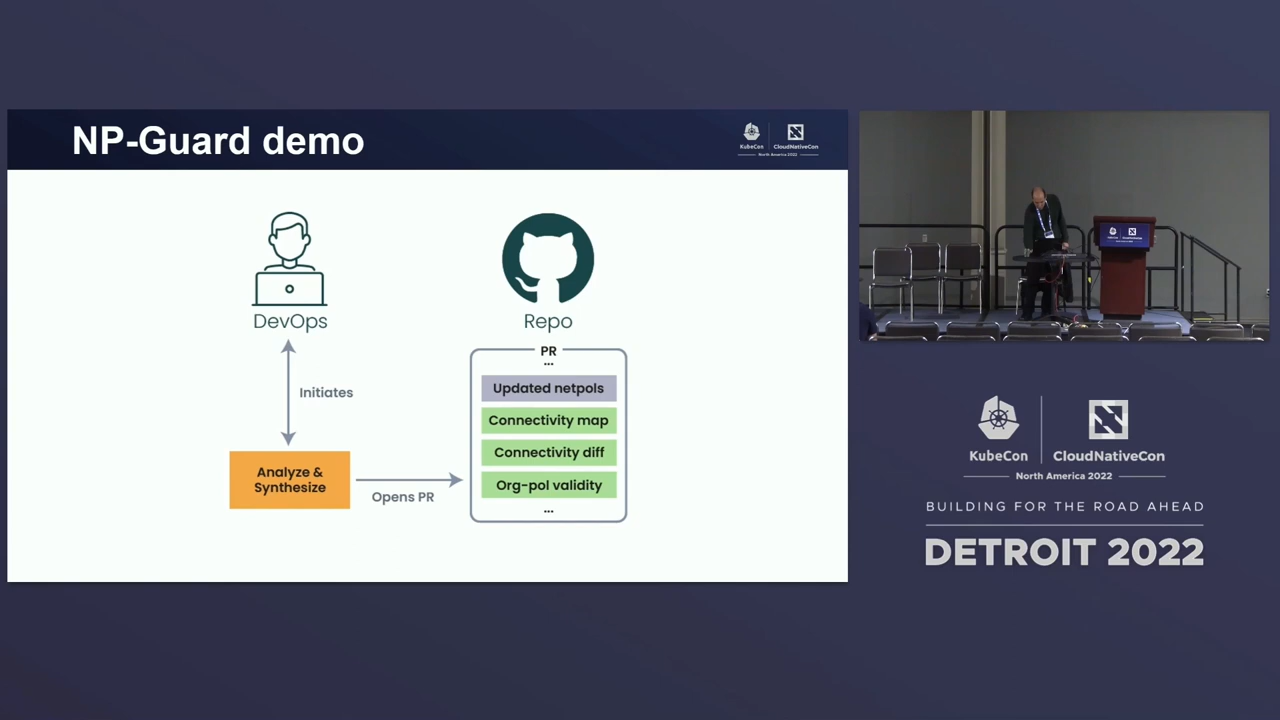 NP-Guard demo
KubeCon
CloudNativeCon
North America 2022
DevOps
Repo
Initiates
Analyze &
Synthesize
Opens PR
PR
...
Updated netpols
Connectivity map
Connectivity diff
Org-pol validity
...
KubeCon
CloudNativeCon
North America 2022
BUILDING FOR THE ROAD AHEAD
DETROIT 2022